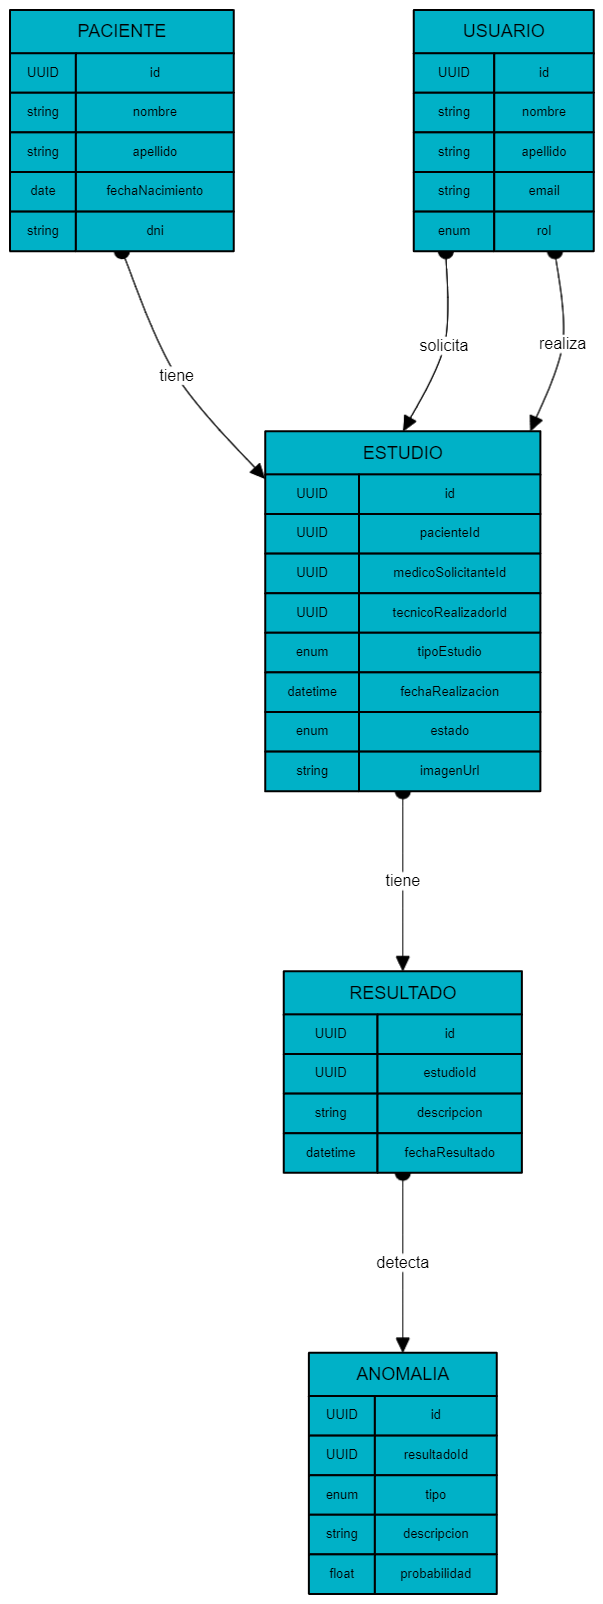 PACIENTE
UUID id
string nombre
string apellido
date fechaNacimiento
string dni
USUARIO
UUID id
string nombre
string apellido
string email
enum rol
tiene
solicita
realiza
ESTUDIO
UUID id
UUID pacienteId
UUID medicoSolicitanteId
UUID tecnicoRealizadorId
enum tipoEstudio
datetime fechaRealizacion
enum estado
string imagenUrl
tiene
RESULTADO
UUID id
UUID estudioId
string descripcion
datetime fechaResultado
detecta
ANOMALIA
UUID id
UUID resultadoId
enum tipo
string descripcion
float probabilidad